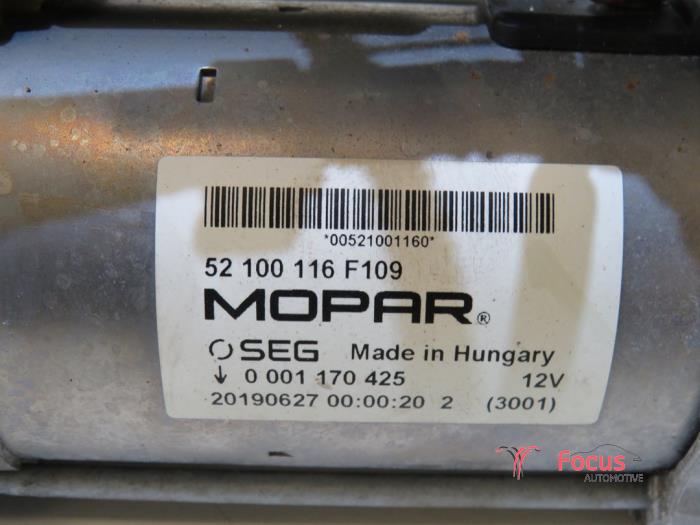 *00521001160*
52 100 116 F109
MOPAR®
SEG Made in Hungary
↓ 0 001 170 425 12V
20190627 00:00:20 2 (3001)
Focus
AUTOMOTIVE